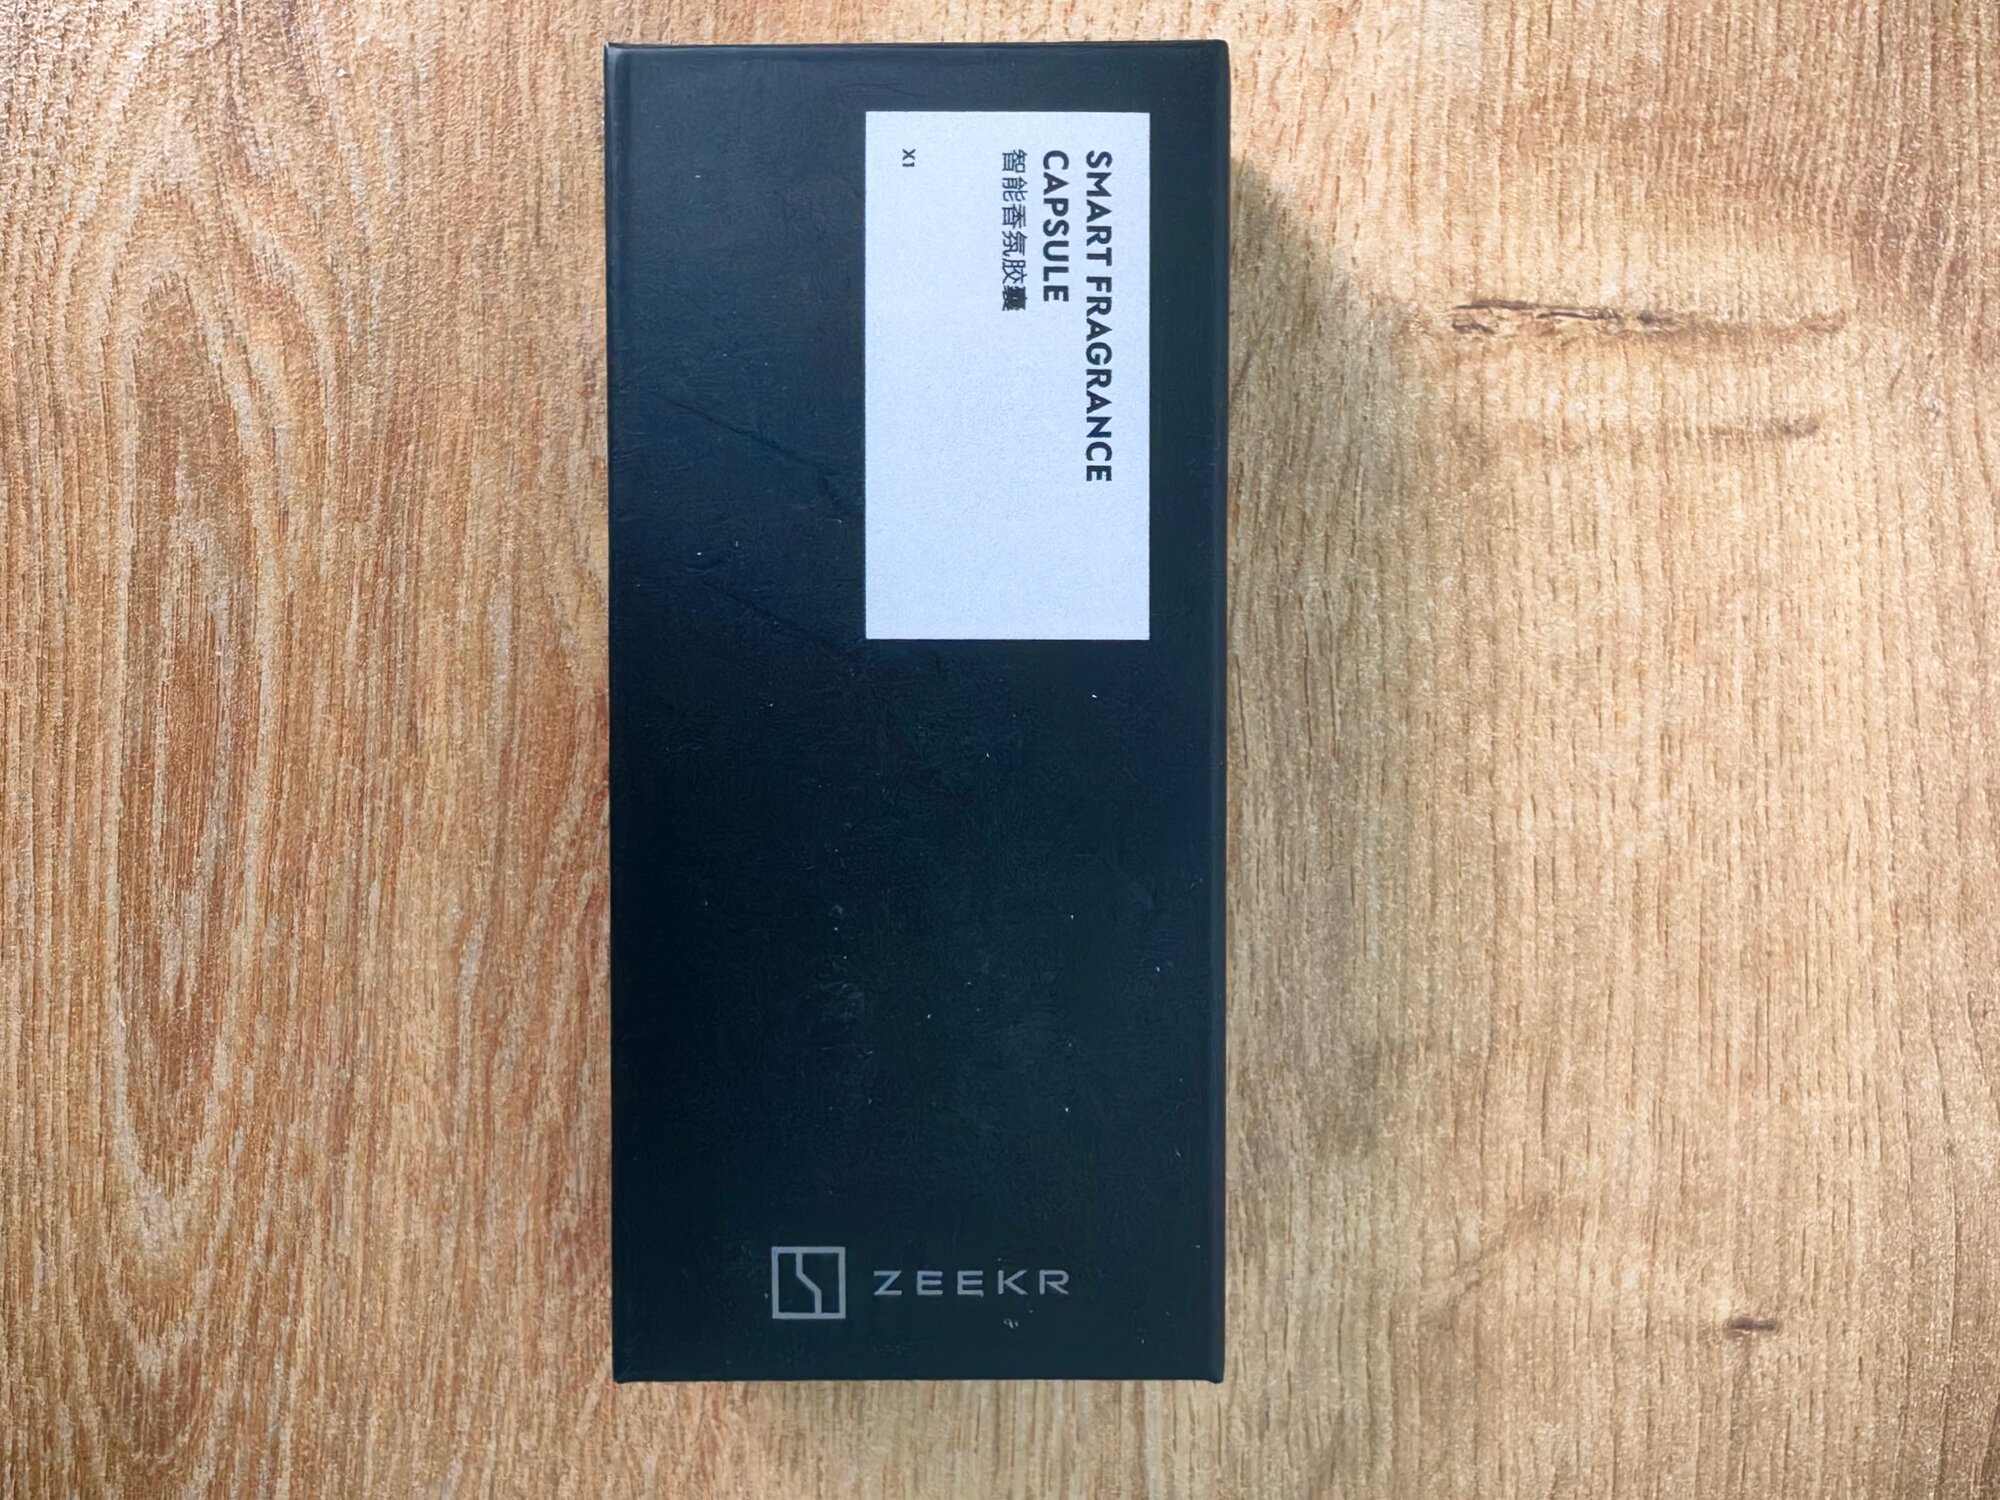 SMART FRAGRANCE
CAPSULE
智能香氛胶囊
X1
ZEEKR